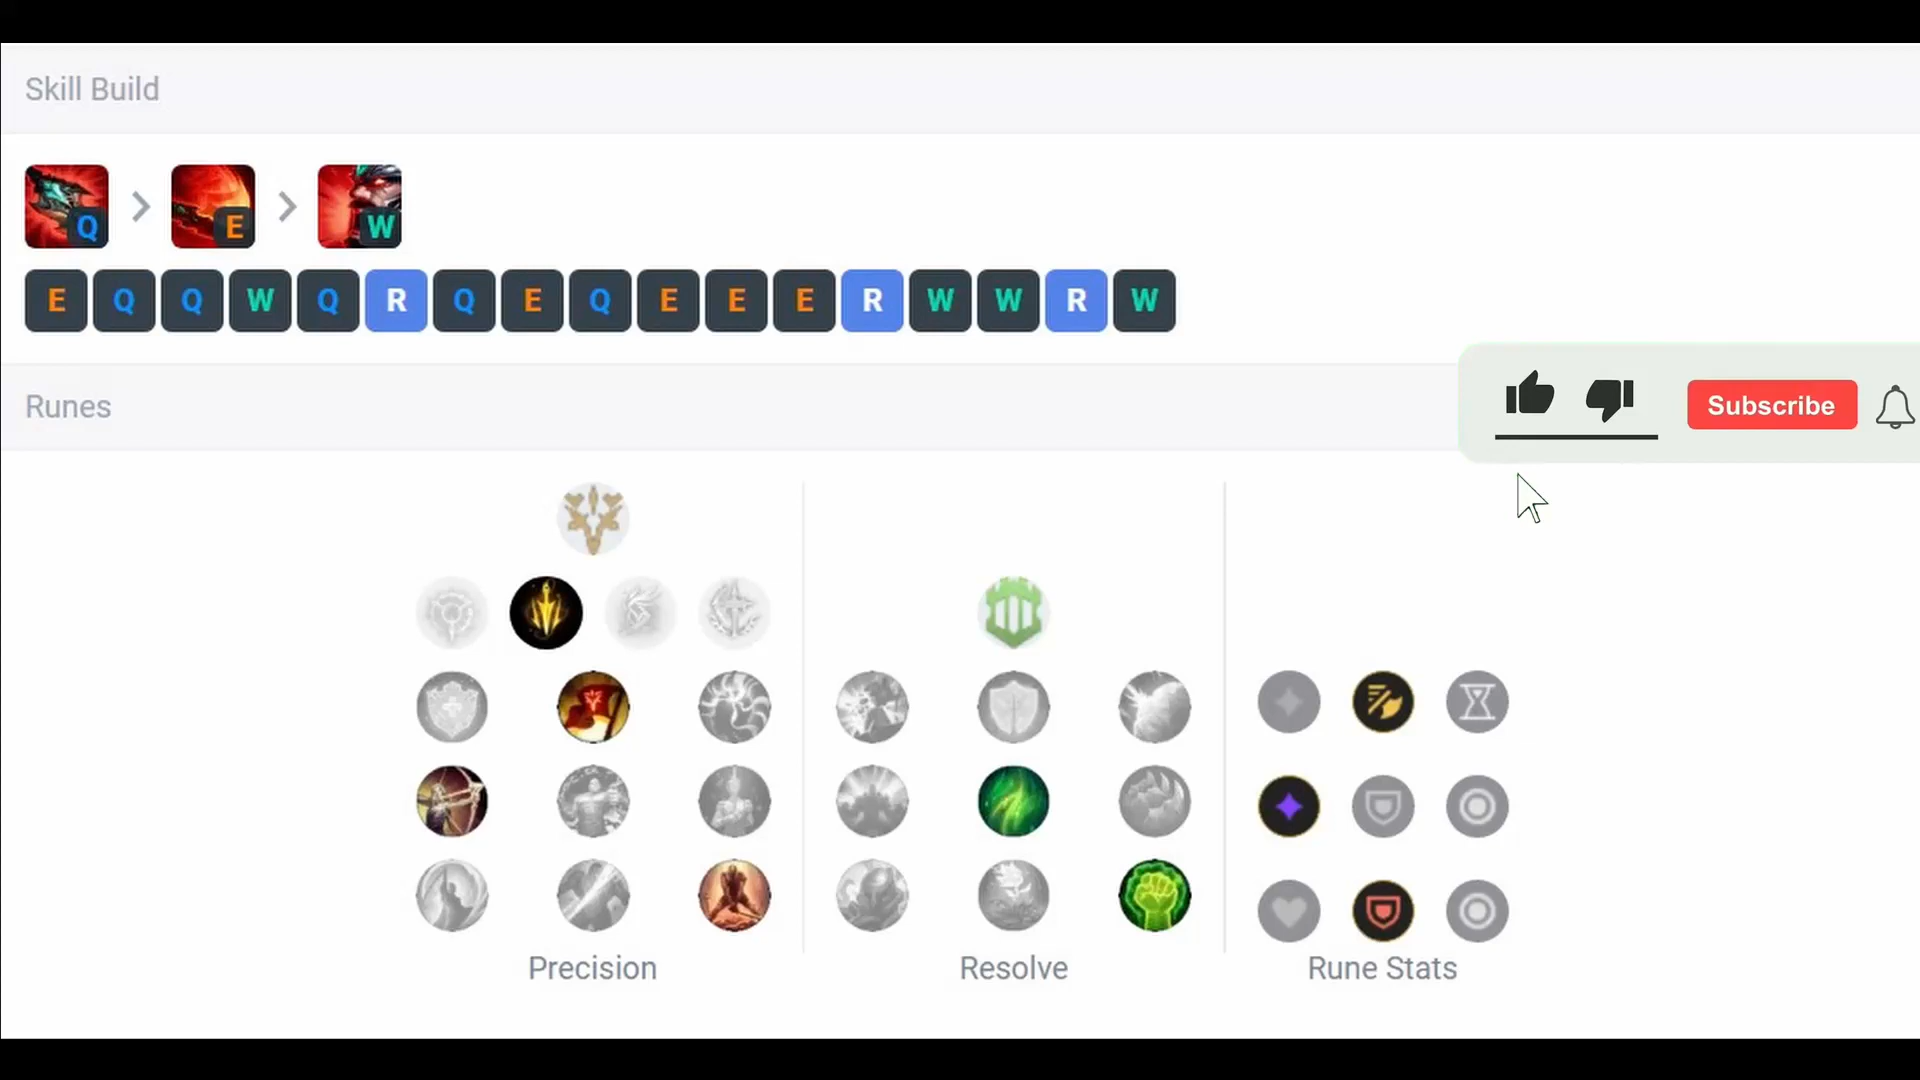 Skill Build
Q E W
E Q Q W Q R Q E Q E E E R W W R W
Runes
Subscribe
Precision Resolve Rune Stats